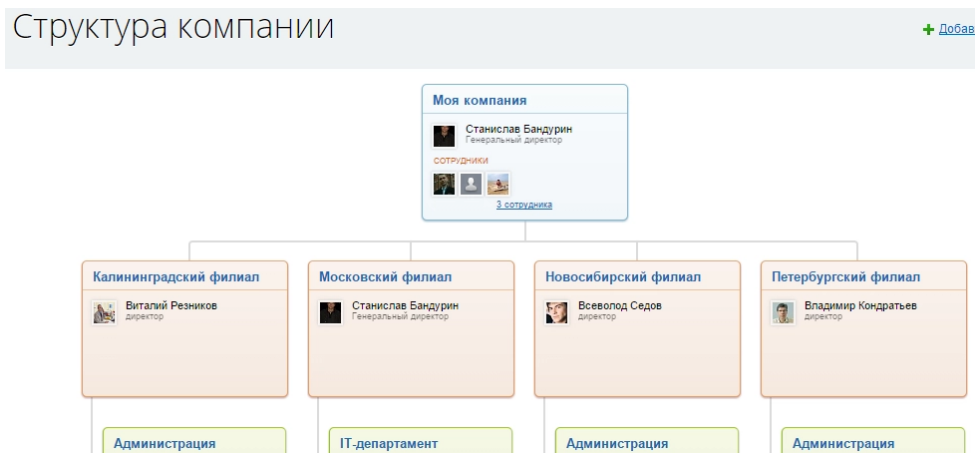 Структура компании
Добав
Моя компания
Станислав Бандурин
Генеральный директор
СОТРУДНИКИ
3 сотрудника
Калининградский филиал
Виталий Резников
директор
Московский филиал
Станислав Бандурин
Генеральный директор
Новосибирский филиал
Всеволод Седов
директор
Петербургский филиал
Владимир Кондратьев
директор
Администрация
IT-департамент
Администрация
Администрация